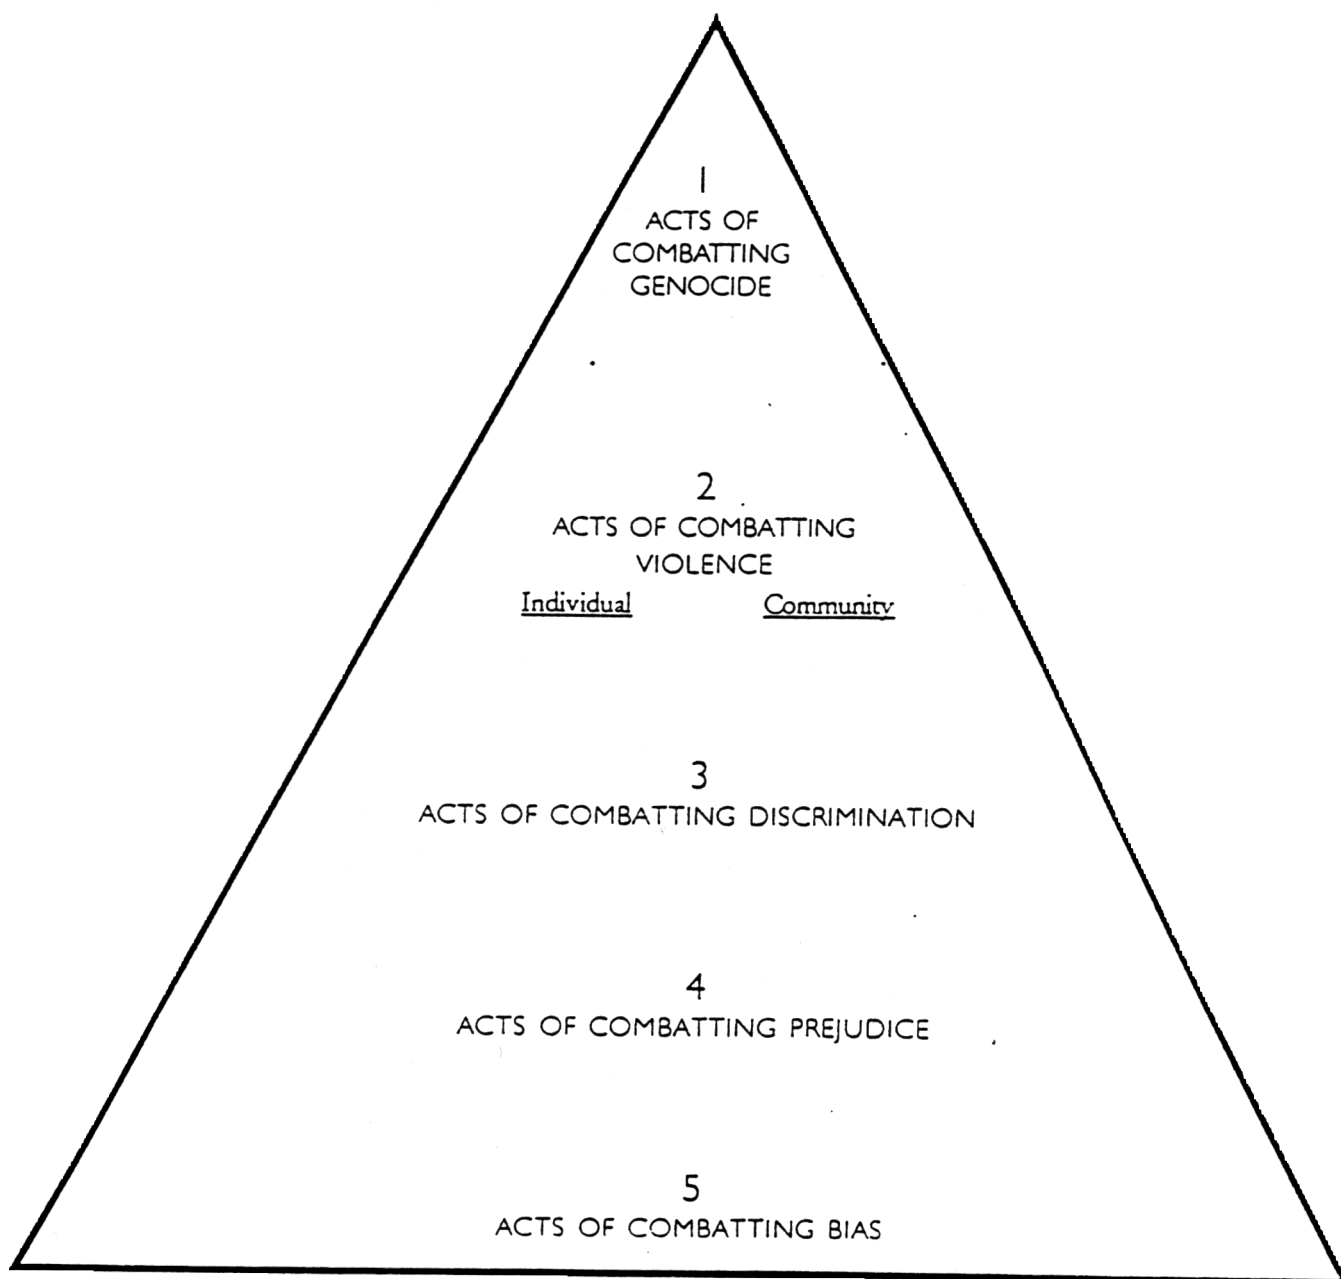 1
ACTS OF
COMBATTING
GENOCIDE
2
ACTS OF COMBATTING
VIOLENCE
Individual Community
3
ACTS OF COMBATTING DISCRIMINATION
4
ACTS OF COMBATTING PREJUDICE
5
ACTS OF COMBATTING BIAS